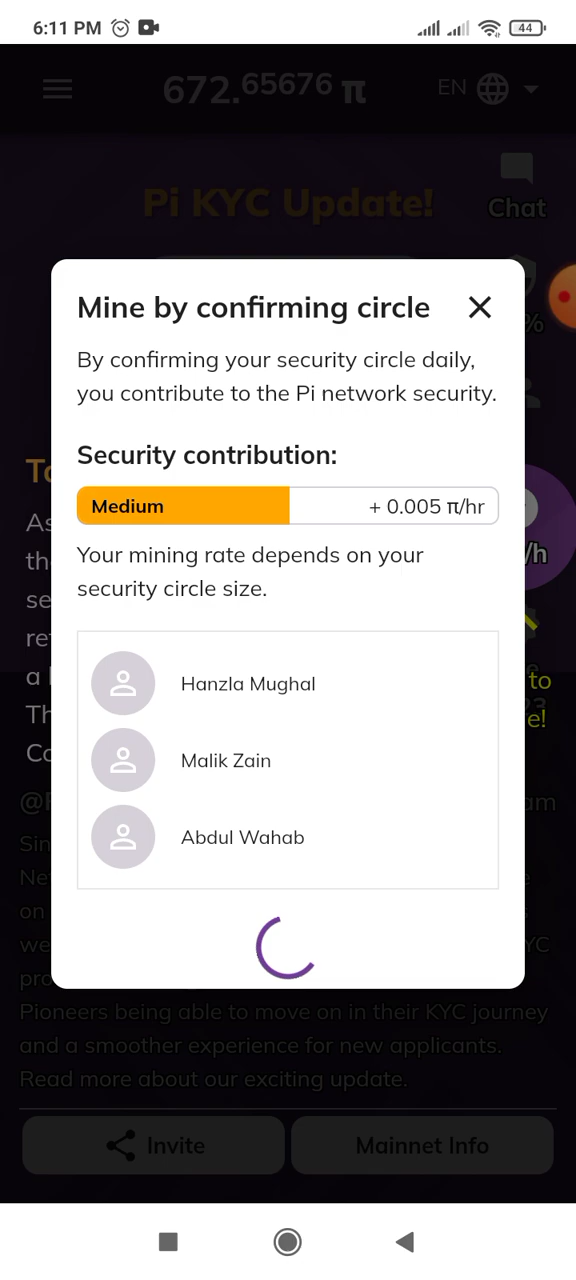 6:11 PM 44
672.65676 π EN
Pi KYC Update!
Chat
%
Mine by confirming circle
By confirming your security circle daily,
you contribute to the Pi network security.
Security contribution:
Medium + 0.005 π/hr
Your mining rate depends on your
security circle size.
/h
Hanzla Mughal
to
e!
Malik Zain
Abdul Wahab
Pioneers being able to move on in their KYC journey
and a smoother experience for new applicants.
Read more about our exciting update.
Invite Mainnet Info